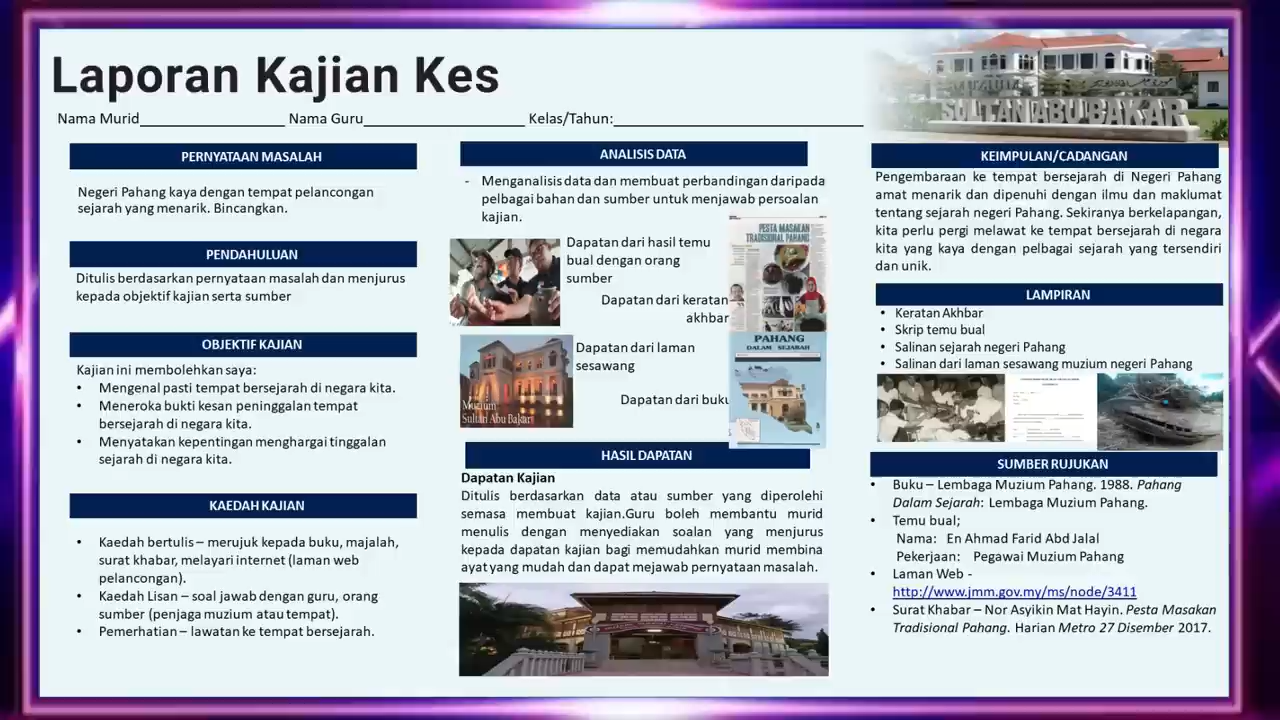 Laporan Kajian Kes
Nama Murid__________________ Nama Guru____________________ Kelas/Tahun:_______________________________
PERNYATAAN MASALAH
Negeri Pahang kaya dengan tempat pelancongan
sejarah yang menarik. Bincangkan.
PENDAHULUAN
Ditulis berdasarkan pernyataan masalah dan menjurus
kepada objektif kajian serta sumber
OBJEKTIF KAJIAN
Kajian ini membolehkan saya:
• Mengenal pasti tempat bersejarah di negara kita.
• Meneroka bukti kesan peninggalan tempat
bersejarah di negara kita.
• Menyatakan kepentingan menghargai tinggalan
sejarah di negara kita.
KAEDAH KAJIAN
• Kaedah bertulis – merujuk kepada buku, majalah,
surat khabar, melayari internet (laman web
pelancongan).
• Kaedah Lisan – soal jawab dengan guru, orang
sumber (penjaga muzium atau tempat).
• Pemerhatian – lawatan ke tempat bersejarah.
ANALISIS DATA
- Menganalisis data dan membuat perbandingan daripada
pelbagai bahan dan sumber untuk menjawab persoalan
kajian.
Dapatan dari hasil temu
bual dengan orang
sumber
Dapatan dari keratan
akhbar
PESTA MASAKAN
TRADISIONAL PAHANG
Dapatan dari laman
sesawang
Muzium
Sultan Abu Bakar
Dapatan dari buku
PAHANG
DALAM SEJARAH
HASIL DAPATAN
Dapatan Kajian
Ditulis berdasarkan data atau sumber yang diperolehi
semasa membuat kajian.Guru boleh membantu murid
menulis dengan menyediakan soalan yang menjurus
kepada dapatan kajian bagi memudahkan murid membina
ayat yang mudah dan dapat mejawab pernyataan masalah.
MUZIUM
SULTAN ABU BAKAR
KEIMPULAN/CADANGAN
Pengembaraan ke tempat bersejarah di Negeri Pahang
amat menarik dan dipenuhi dengan ilmu dan maklumat
tentang sejarah negeri Pahang. Sekiranya berkelapangan,
kita perlu pergi melawat ke tempat bersejarah di negara
kita yang kaya dengan pelbagai sejarah yang tersendiri
dan unik.
LAMPIRAN
• Keratan Akhbar
• Skrip temu bual
• Salinan sejarah negeri Pahang
• Salinan dari laman sesawang muzium negeri Pahang
SUMBER RUJUKAN
• Buku – Lembaga Muzium Pahang. 1988. Pahang
Dalam Sejarah: Lembaga Muzium Pahang.
• Temu bual;
Nama: En Ahmad Farid Abd Jalal
Pekerjaan: Pegawai Muzium Pahang
• Laman Web -
http://www.jmm.gov.my/ms/node/3411
• Surat Khabar – Nor Asyikin Mat Hayin. Pesta Masakan
Tradisional Pahang. Harian Metro 27 Disember 2017.